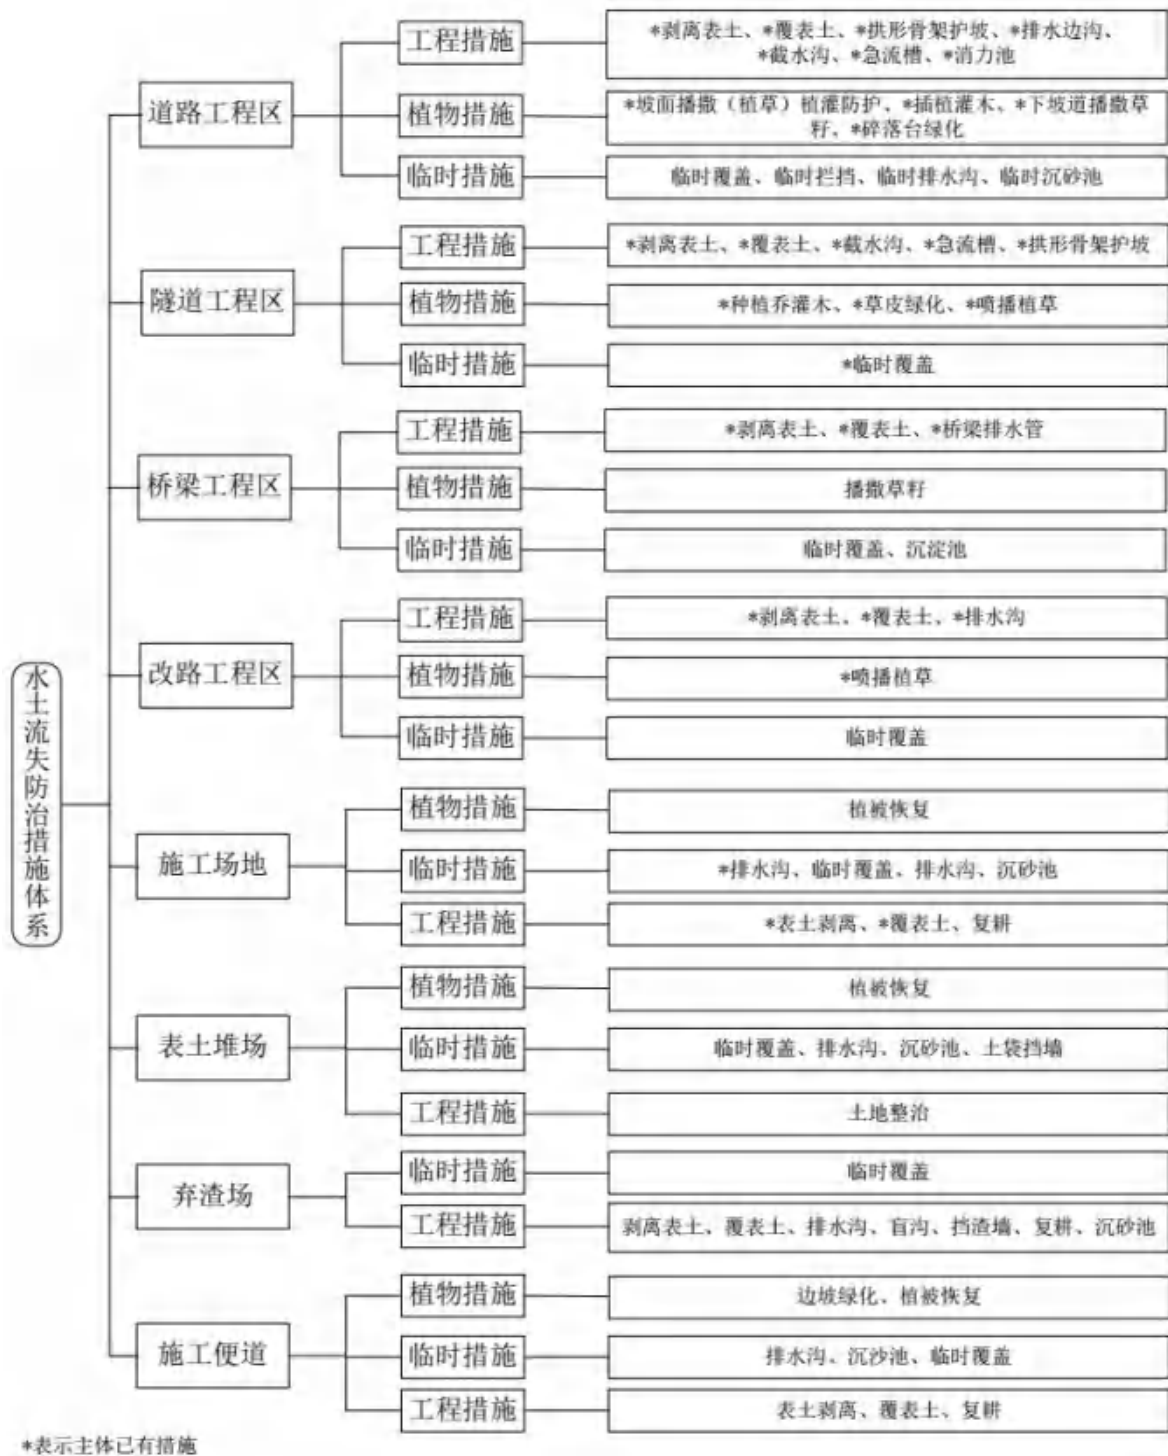 水土流失防治措施体系
道路工程区
工程措施
*剥离表土、*覆表土、*拱形骨架护坡、*排水边沟、
*截水沟、*急流槽、*消力池
植物措施
*坡面播撒（植草）植灌防护、*插植灌木、*下坡道播撒草
籽、*碎落台绿化
临时措施
临时覆盖、临时拦挡、临时排水沟、临时沉砂池
隧道工程区
工程措施
*剥离表土、*覆表土、*截水沟、*急流槽、*拱形骨架护坡
植物措施
*种植乔灌木、*草皮绿化、*喷播植草
临时措施
*临时覆盖
桥梁工程区
工程措施
*剥离表土、*覆表土、*桥梁排水管
植物措施
播撒草籽
临时措施
临时覆盖、沉淀池
改路工程区
工程措施
*剥离表土、*覆表土、*排水沟
植物措施
*喷播植草
临时措施
临时覆盖
施工场地
植物措施
植被恢复
临时措施
*排水沟、临时覆盖、排水沟、沉砂池
工程措施
*表土剥离、*覆表土、复耕
表土堆场
植物措施
植被恢复
临时措施
临时覆盖、排水沟、沉砂池、土袋挡墙
工程措施
土地整治
弃渣场
临时措施
临时覆盖
工程措施
剥离表土、覆表土、排水沟、盲沟、挡渣墙、复耕、沉砂池
施工便道
植物措施
边坡绿化、植被恢复
临时措施
排水沟、沉沙池、临时覆盖
工程措施
表土剥离、覆表土、复耕
*表示主体已有措施